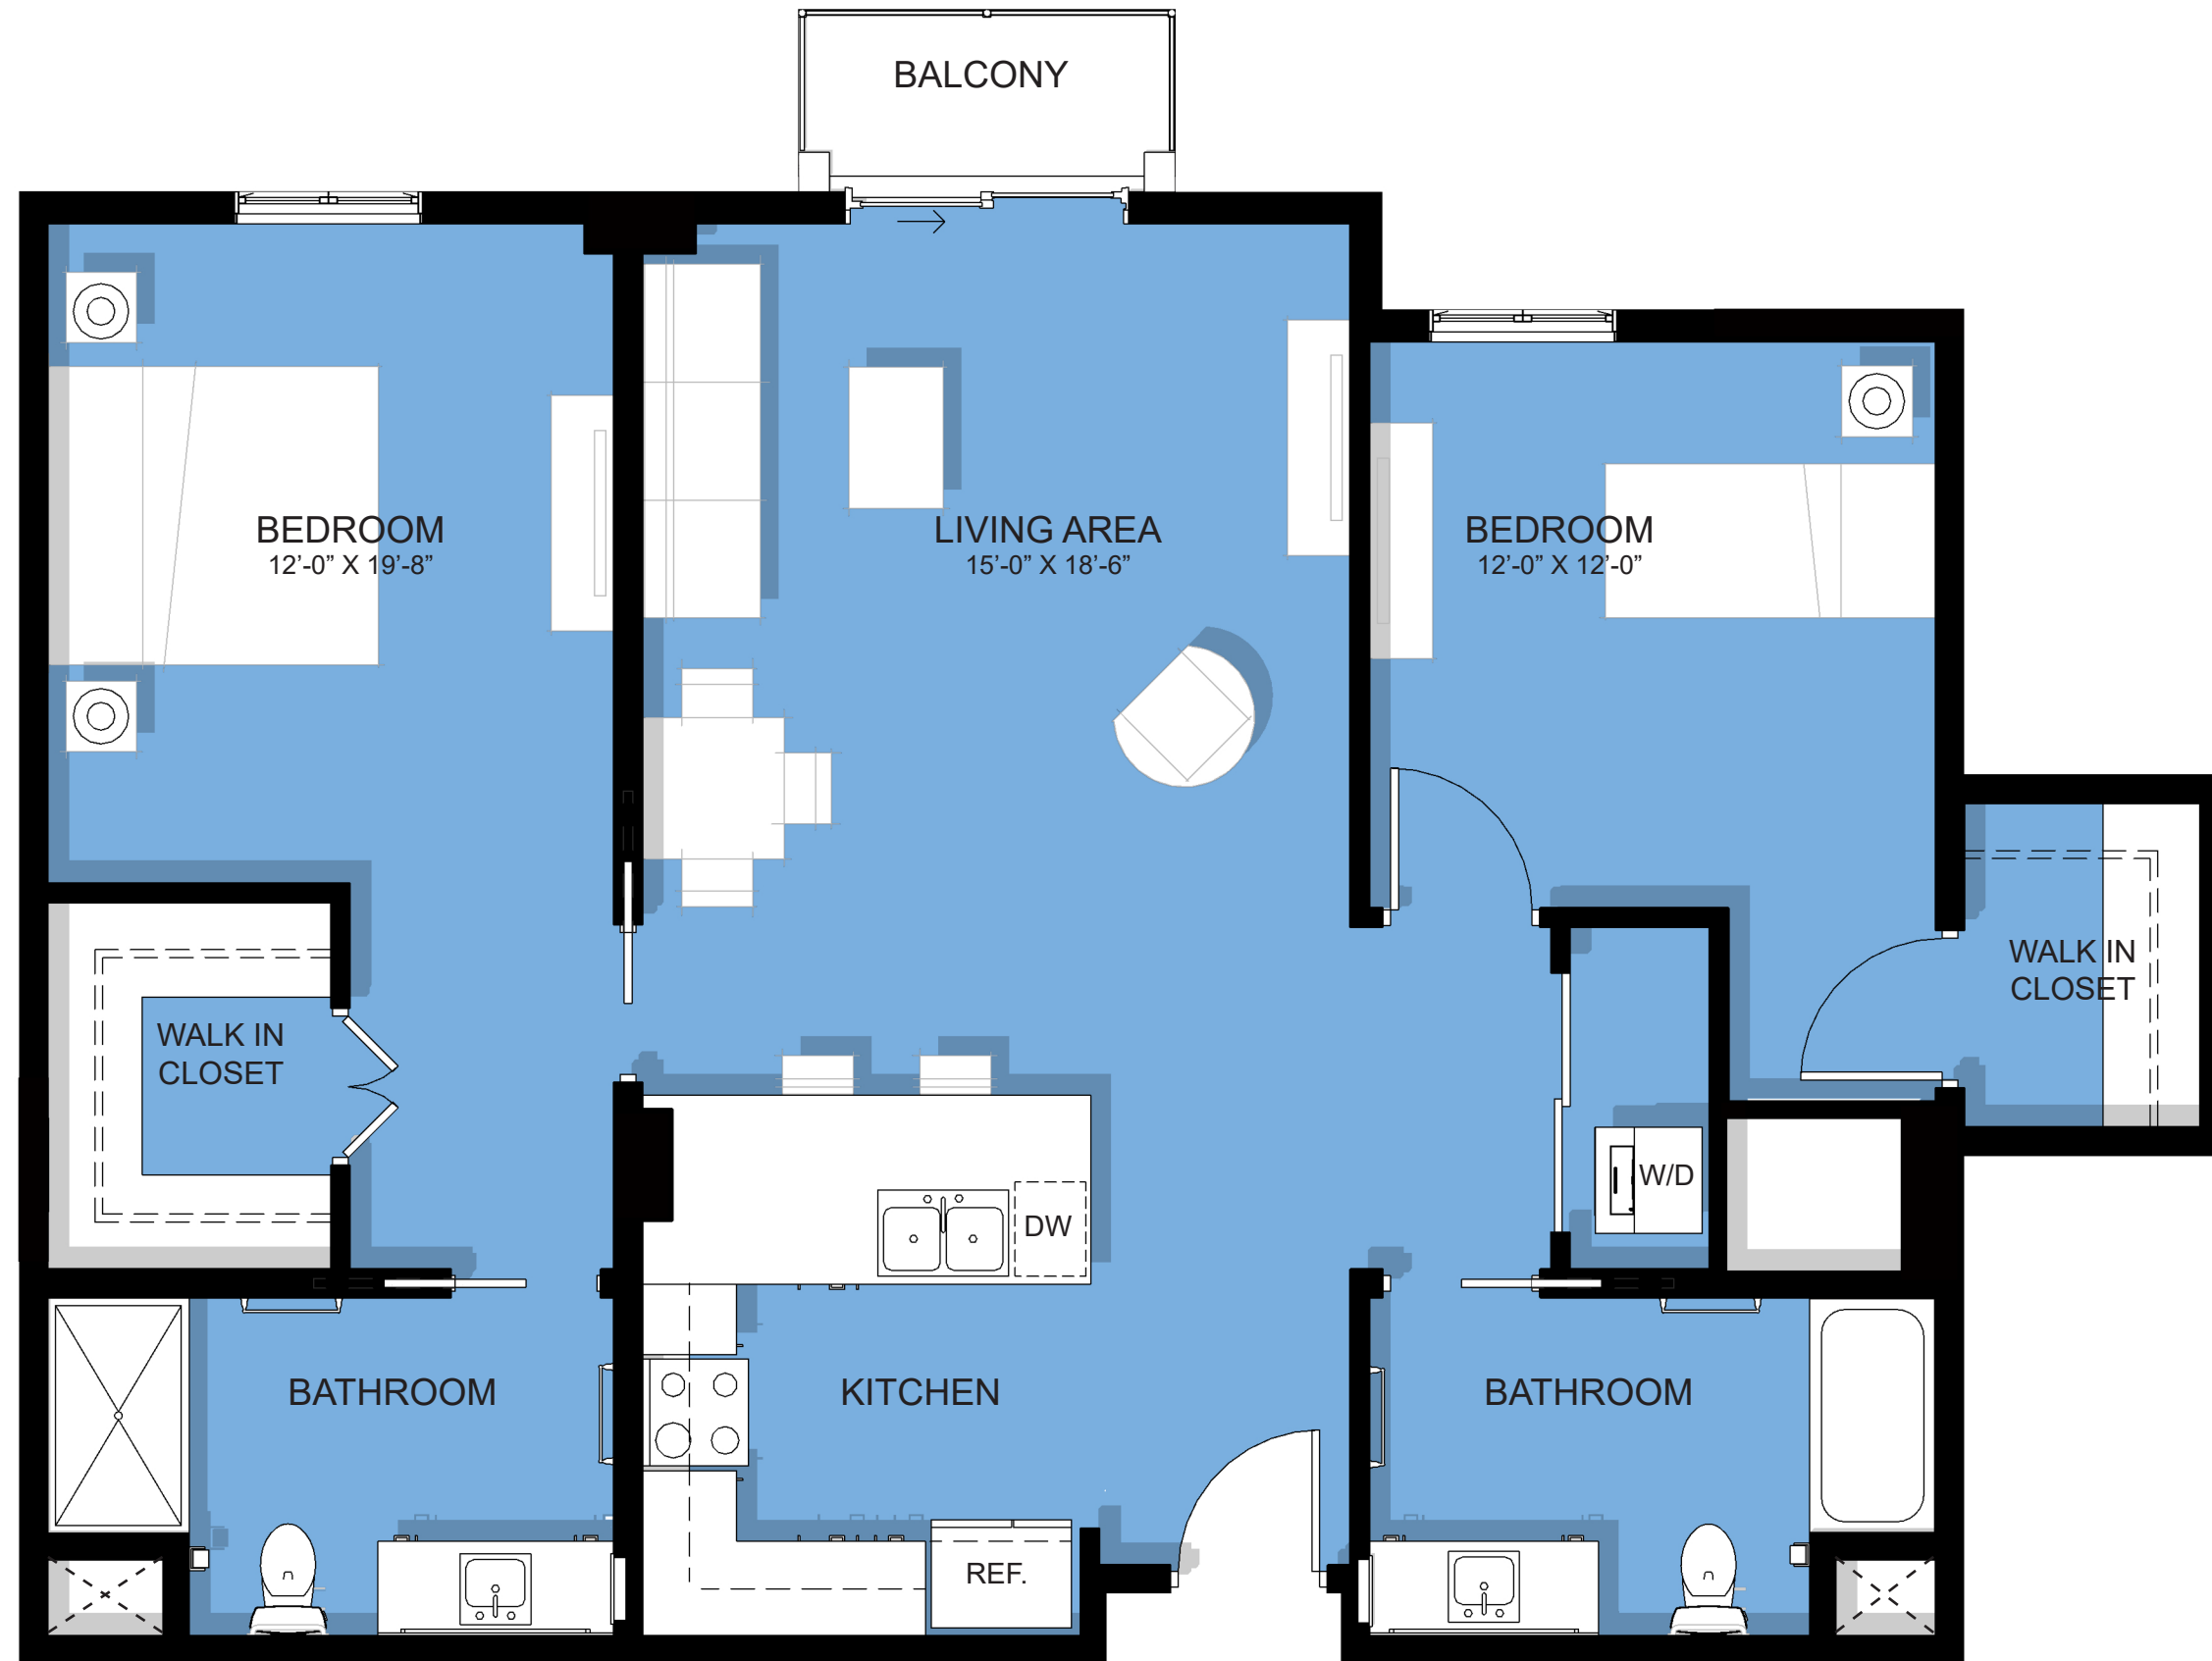 BALCONY
BEDROOM
12’-0” X 19’-8”
LIVING AREA
15’-0” X 18’-6”
BEDROOM
12’-0” X 12’-0”
WALK IN
CLOSET
WALK IN
CLOSET
W/D
DW
BATHROOM
KITCHEN
BATHROOM
REF.